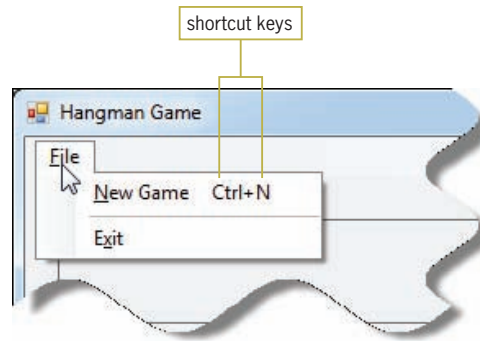 shortcut keys
Hangman Game
File
New Game Ctrl+N
Exit